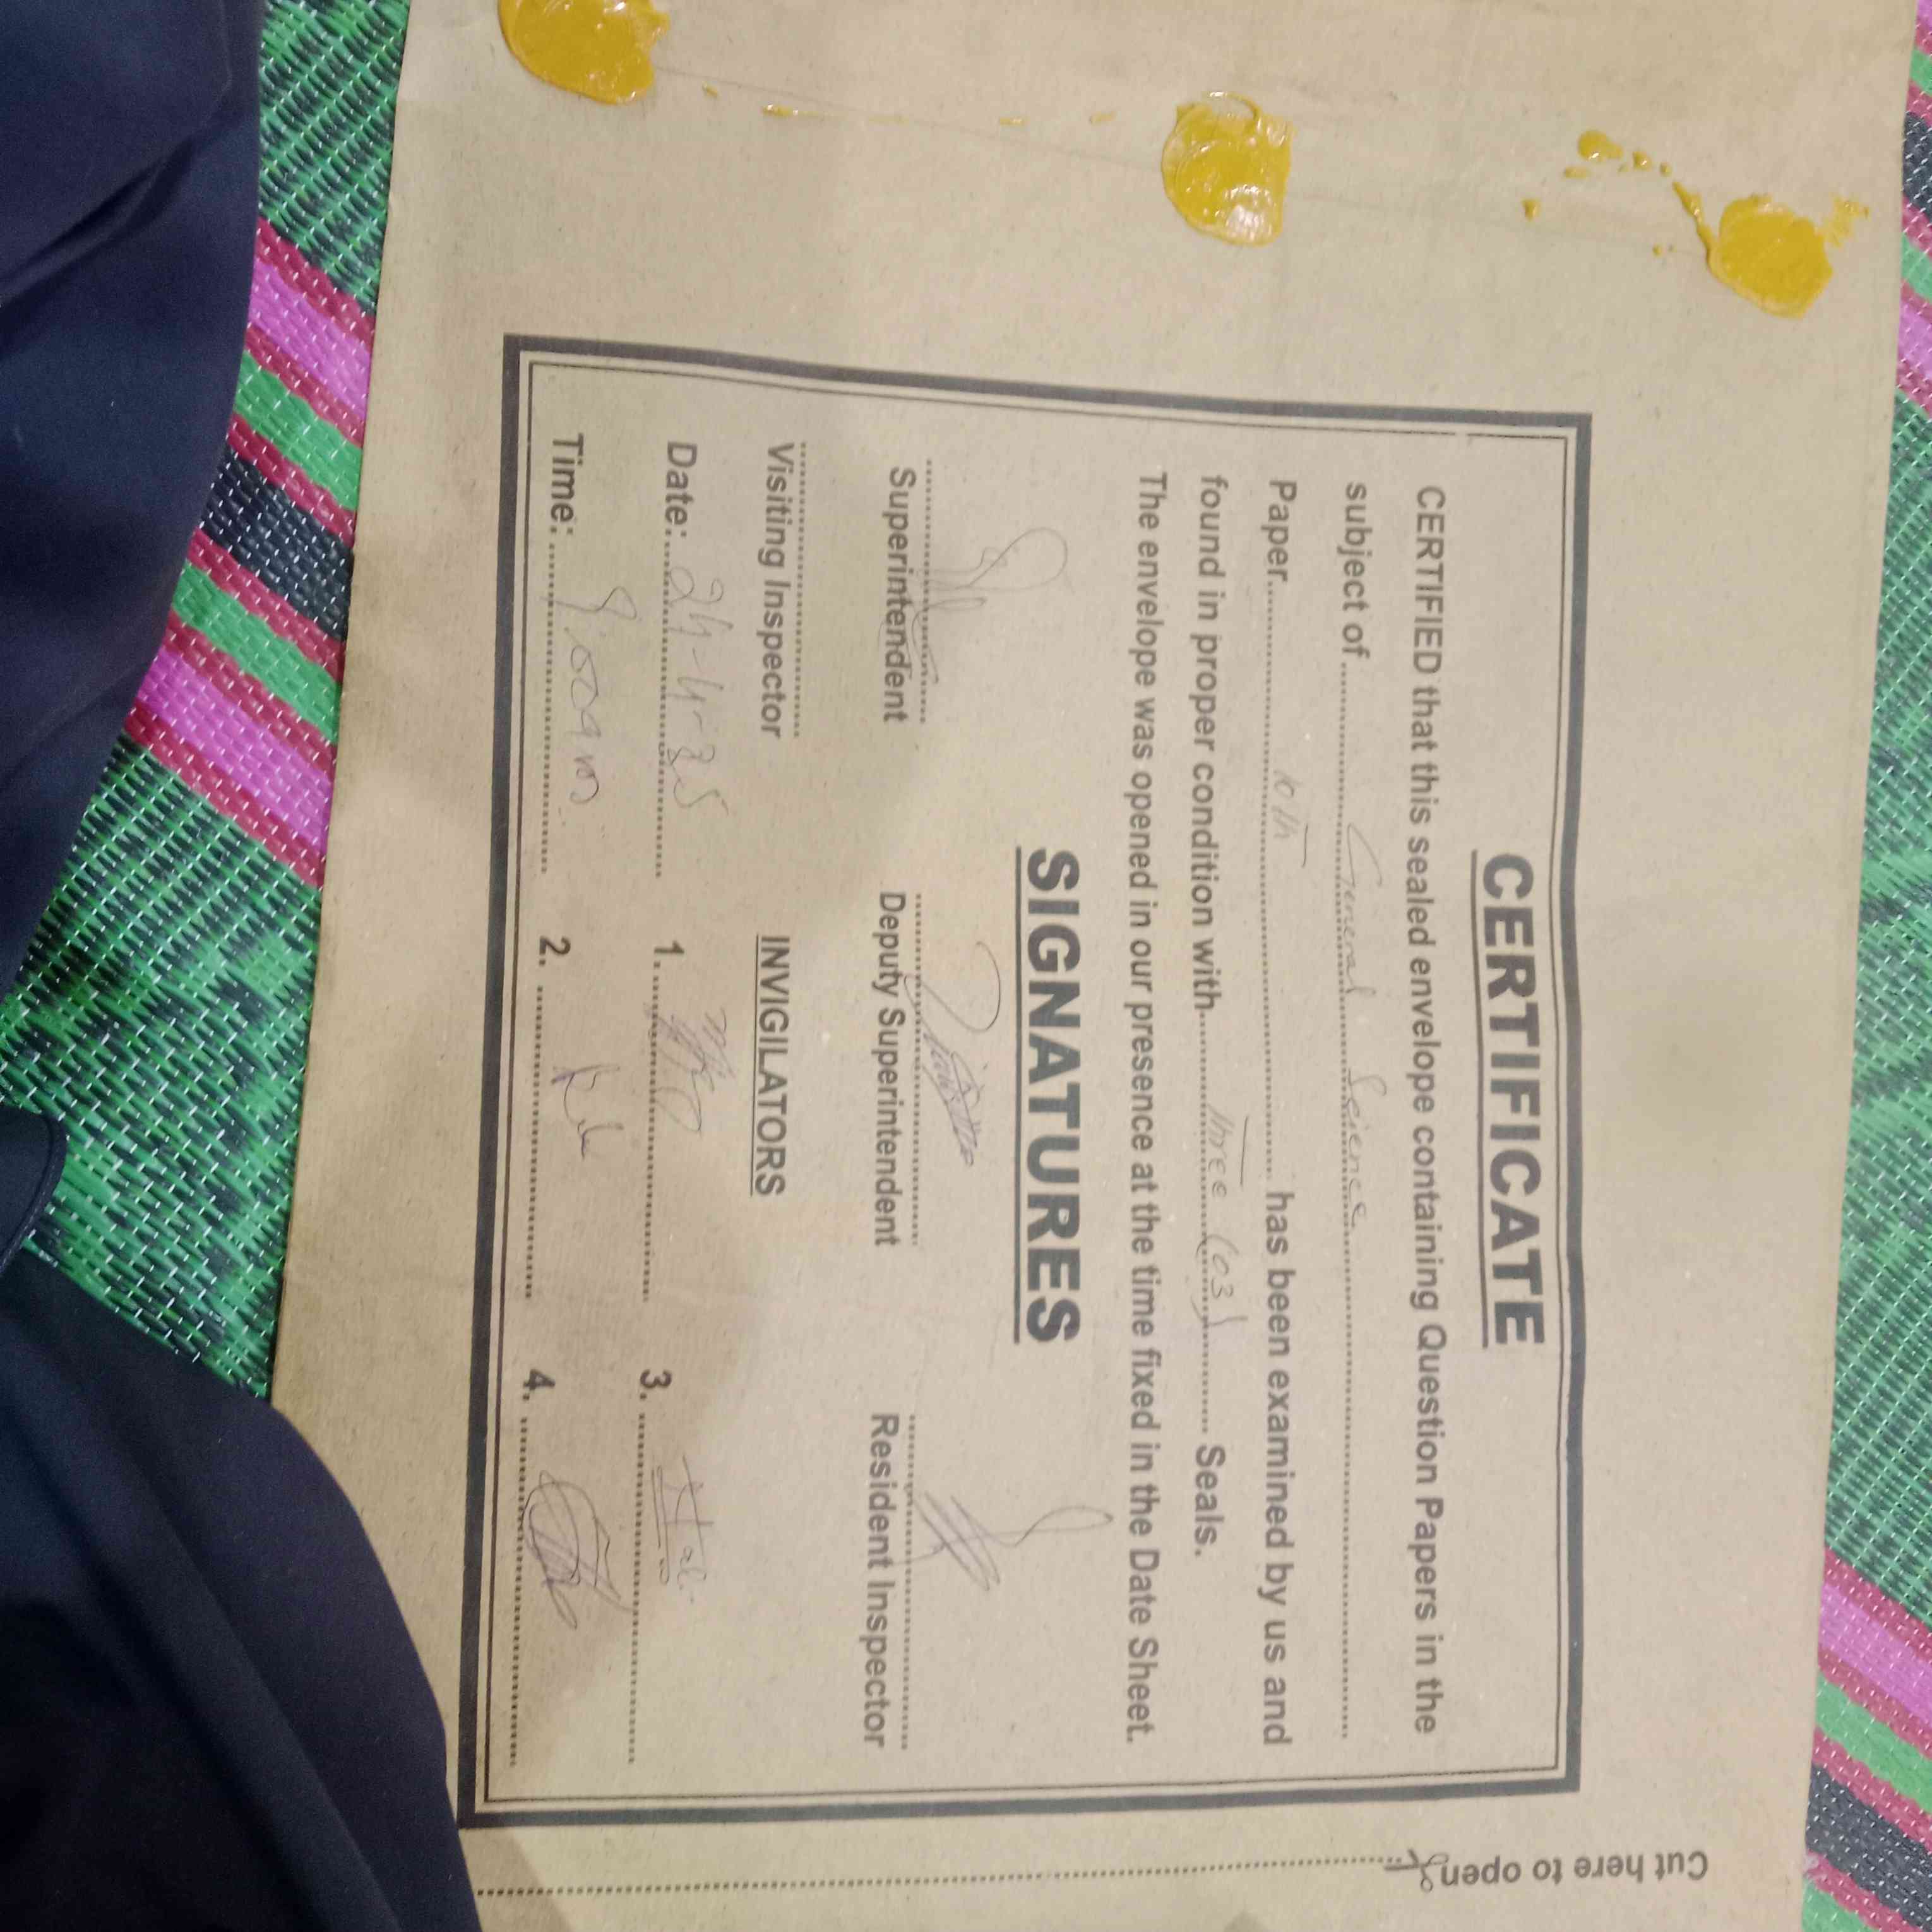 CERTIFICATE
CERTIFIED that this sealed envelope containing Question Papers in the
subject of General Science
Paper 10th has been examined by us and
found in proper condition with Three (03) Seals.
The envelope was opened in our presence at the time fixed in the Date Sheet.
SIGNATURES
Superintendent Deputy Superintendent Resident Inspector
Visiting Inspector INVIGILATORS
Date: 24-4-25 1. 3.
Time: 9:00am 2. 4.
Cut here to open